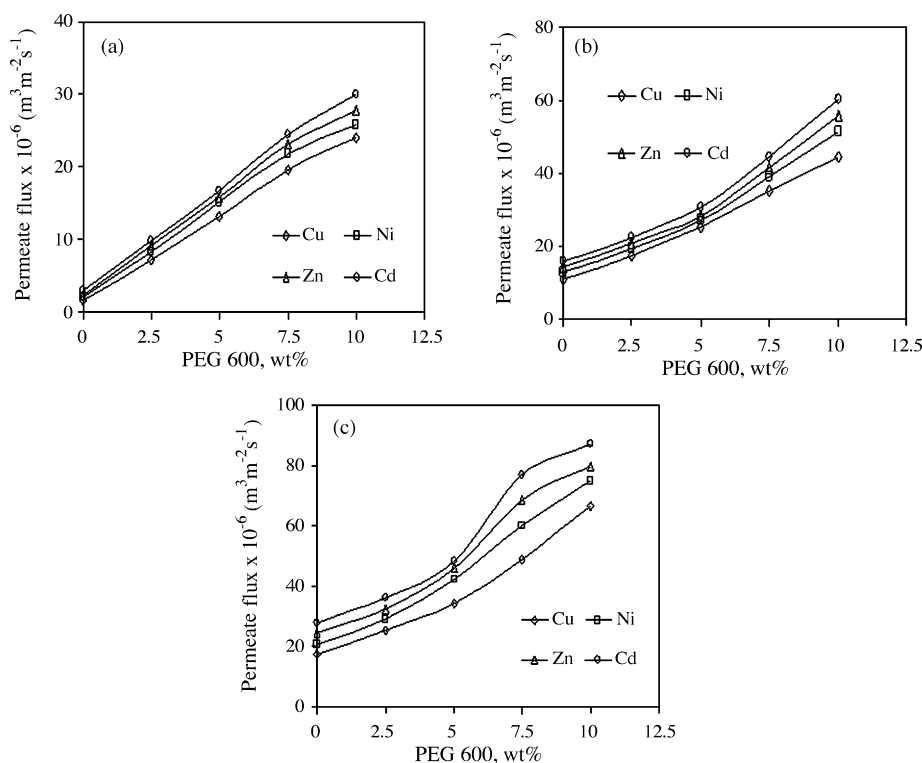 (a)
Permeate flux x 10⁻⁶ (m³m⁻²s⁻¹)
40
30
20
10
0
Cu Ni
Zn Cd
0 2.5 5 7.5 10 12.5
PEG 600, wt%
(b)
Permeate flux x 10⁻⁶ (m³m⁻²s⁻¹)
80
60
40
20
0
Cu Ni
Zn Cd
0 2.5 5 7.5 10 12.5
PEG 600, wt%
(c)
Permeate flux x 10⁻⁶ (m³m⁻²s⁻¹)
100
80
60
40
20
0
Cu Ni
Zn Cd
0 2.5 5 7.5 10 12.5
PEG 600, wt%